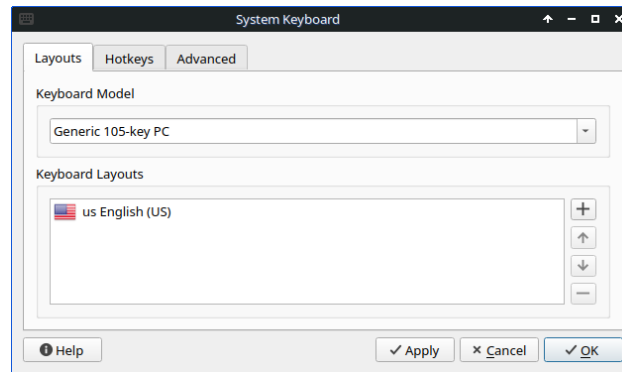 System Keyboard
Layouts Hotkeys Advanced
Keyboard Model
Generic 105-key PC
Keyboard Layouts
us English (US)
Help Apply Cancel OK